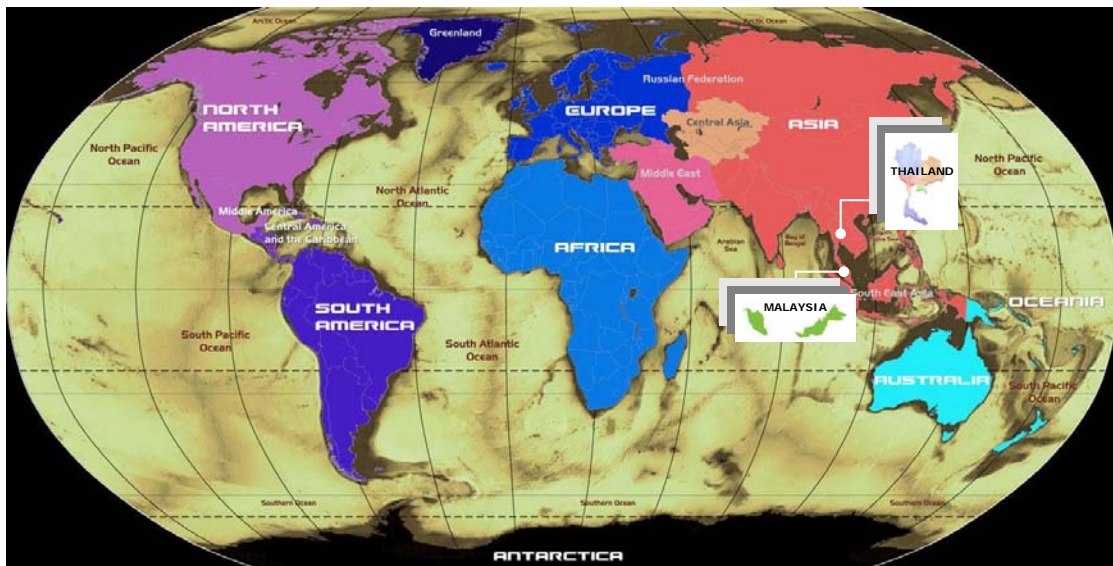 Arctic Ocean
Arctic Ocean
Greenland
Russian Federation
NORTH
AMERICA
EUROPE
Central Asia
ASIA
North Pacific
Ocean
North Pacific
Ocean
THAILAND
Middle East
North Atlantic
Ocean
Middle America
Central America
and the Caribbean
AFRICA
Arabian
Sea
Bay of
Bengal
SOUTH
AMERICA
South East Asia
OCEANIA
MALAYSIA
South Pacific
Ocean
South Atlantic
Ocean
AUSTRALIA
South Pacific
Ocean
Southern Ocean
Southern Ocean
Southern Ocean
ANTARCTICA